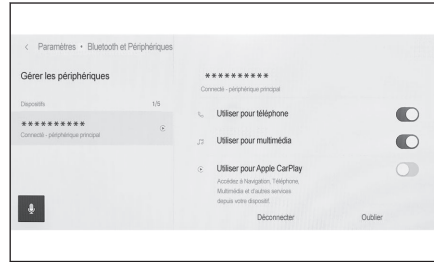 < Paramètres • Bluetooth et Périphériques
Gérer les périphériques
Dispositifs 1/5
**********
Connecté - périphérique principal
**********
Connecté - périphérique principal
Utiliser pour téléphone
Utiliser pour multimédia
Utiliser pour Apple CarPlay
Accédez à Navigation, Téléphone,
Multimédia et d'autres services
depuis votre dispositif.
Déconnecter Oublier